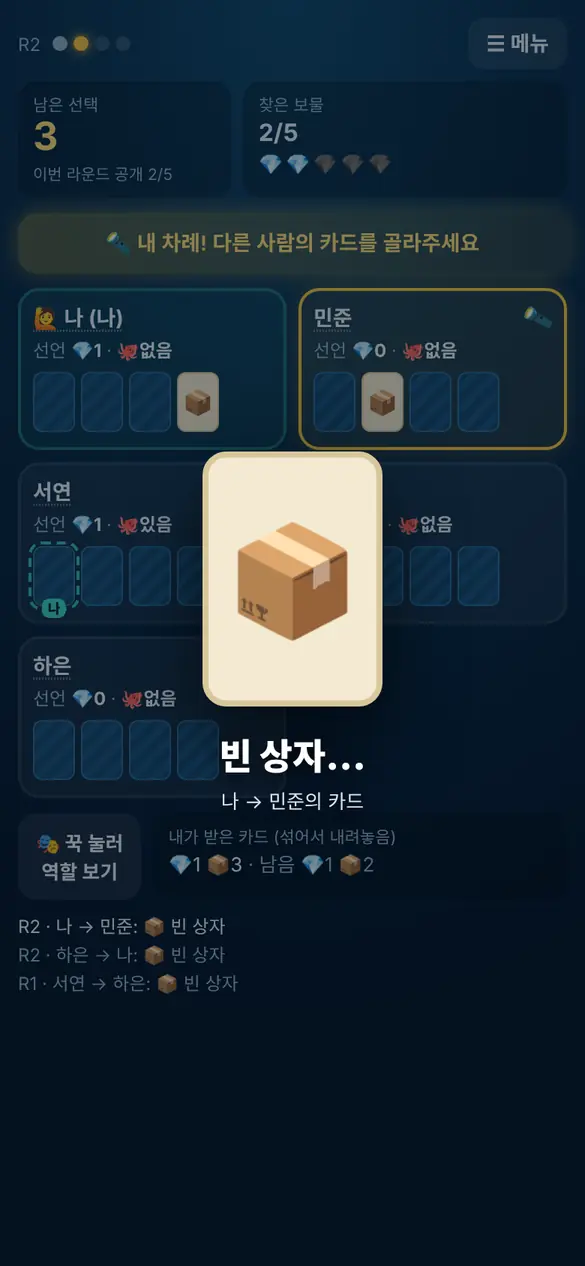 R2
☰ 메뉴
남은 선택
3
이번 라운드 공개 2/5
찾은 보물
2/5
내 차례! 다른 사람의 카드를 골라주세요
나 (나)
선언 💎1 · 🐙없음
민준
선언 💎0 · 🐙없음
서연
선언 💎1 · 🐙있음
나
· 🐙없음
하은
선언 💎0 · 🐙없음
빈 상자...
나 → 민준의 카드
🎭 꾹 눌러
역할 보기
내가 받은 카드 (섞어서 내려놓음)
💎1 📦3 · 남음 💎1 📦2
R2 · 나 → 민준: 📦 빈 상자
R2 · 하은 → 나: 📦 빈 상자
R1 · 서연 → 하은: 📦 빈 상자